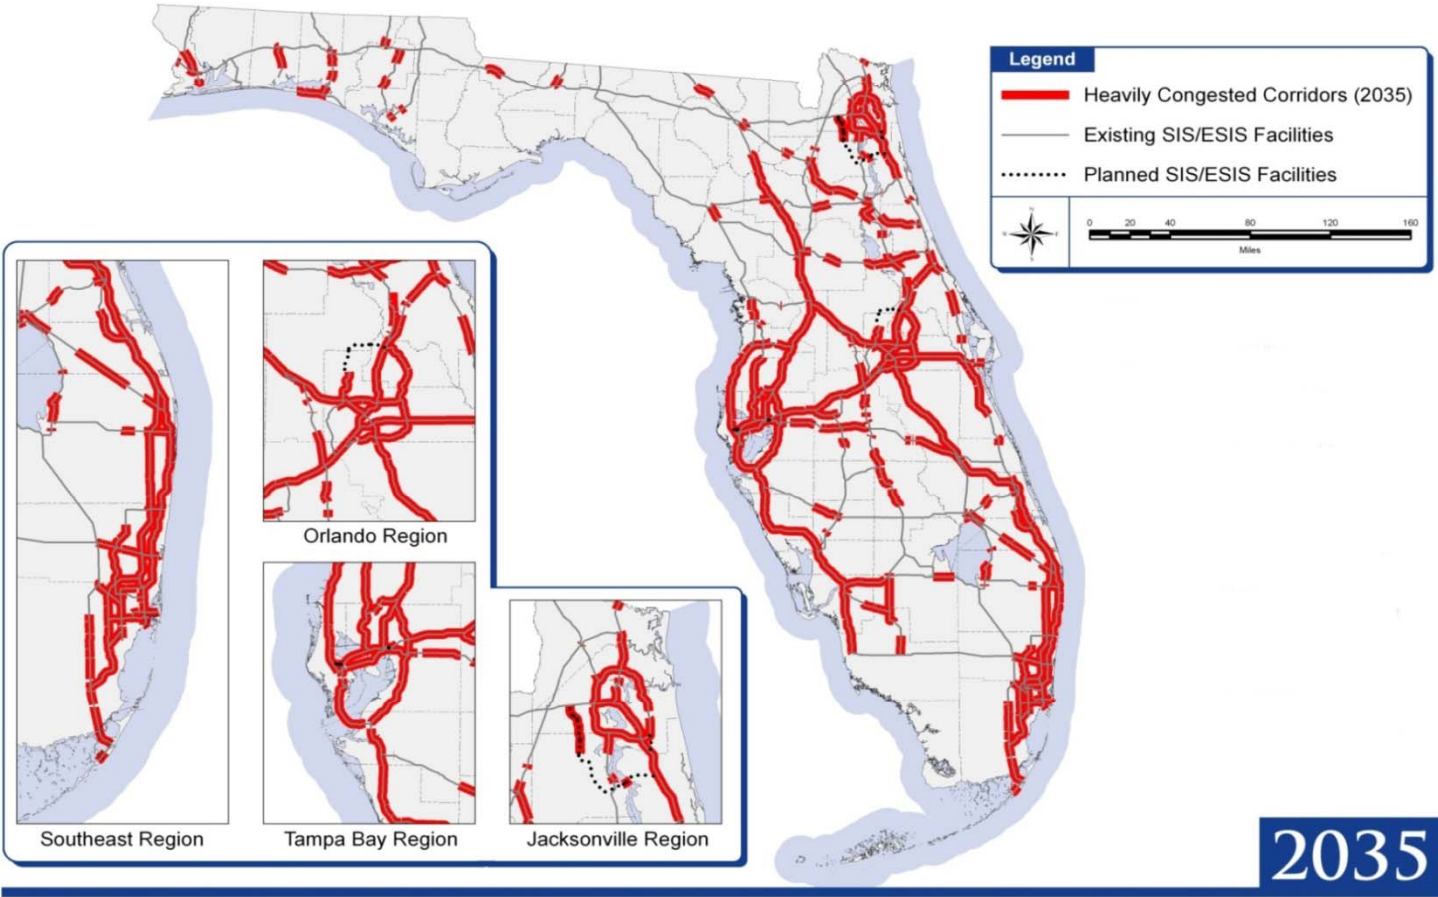 Legend
Heavily Congested Corridors (2035)
Existing SIS/ESIS Facilities
Planned SIS/ESIS Facilities
N
W E
S
0 20 40 80 120 160
Miles
Orlando Region
Southeast Region
Tampa Bay Region
Jacksonville Region
2035